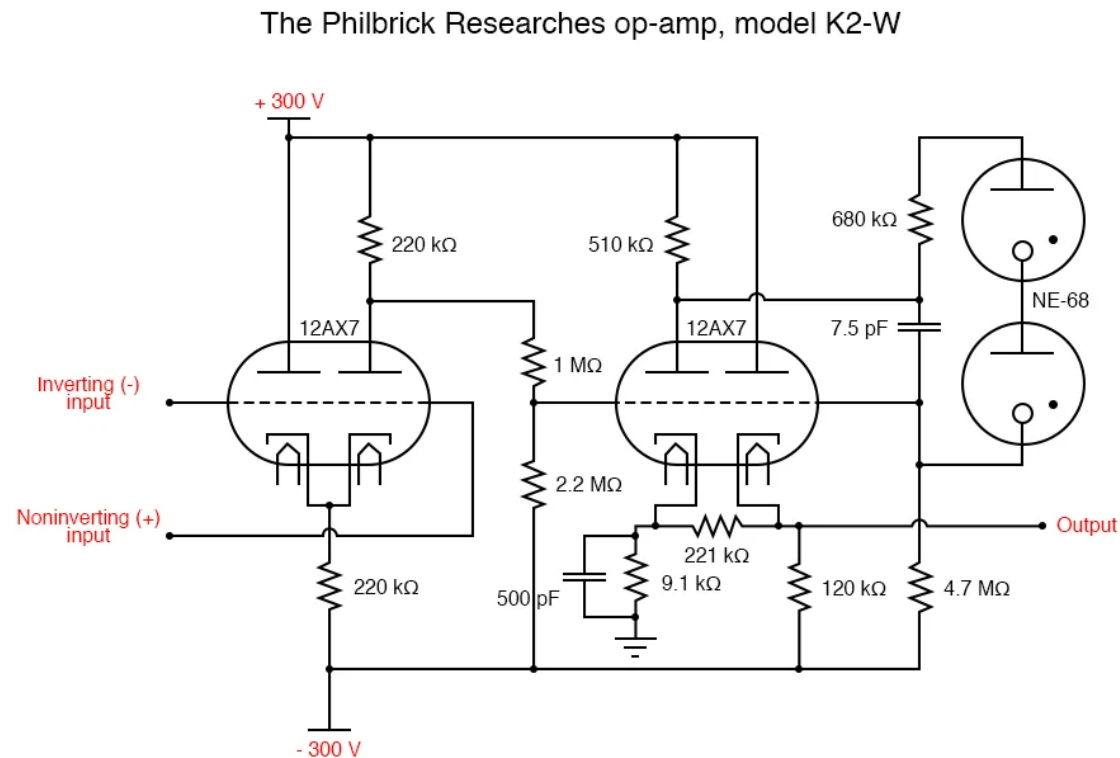 The Philbrick Researches op-amp, model K2-W
+ 300 V
680 kΩ
220 kΩ
510 kΩ
NE-68
12AX7
12AX7
7.5 pF
1 MΩ
Inverting (-)
input
2.2 MΩ
Noninverting (+)
input
Output
221 kΩ
220 kΩ
500 pF
9.1 kΩ
120 kΩ
4.7 MΩ
- 300 V